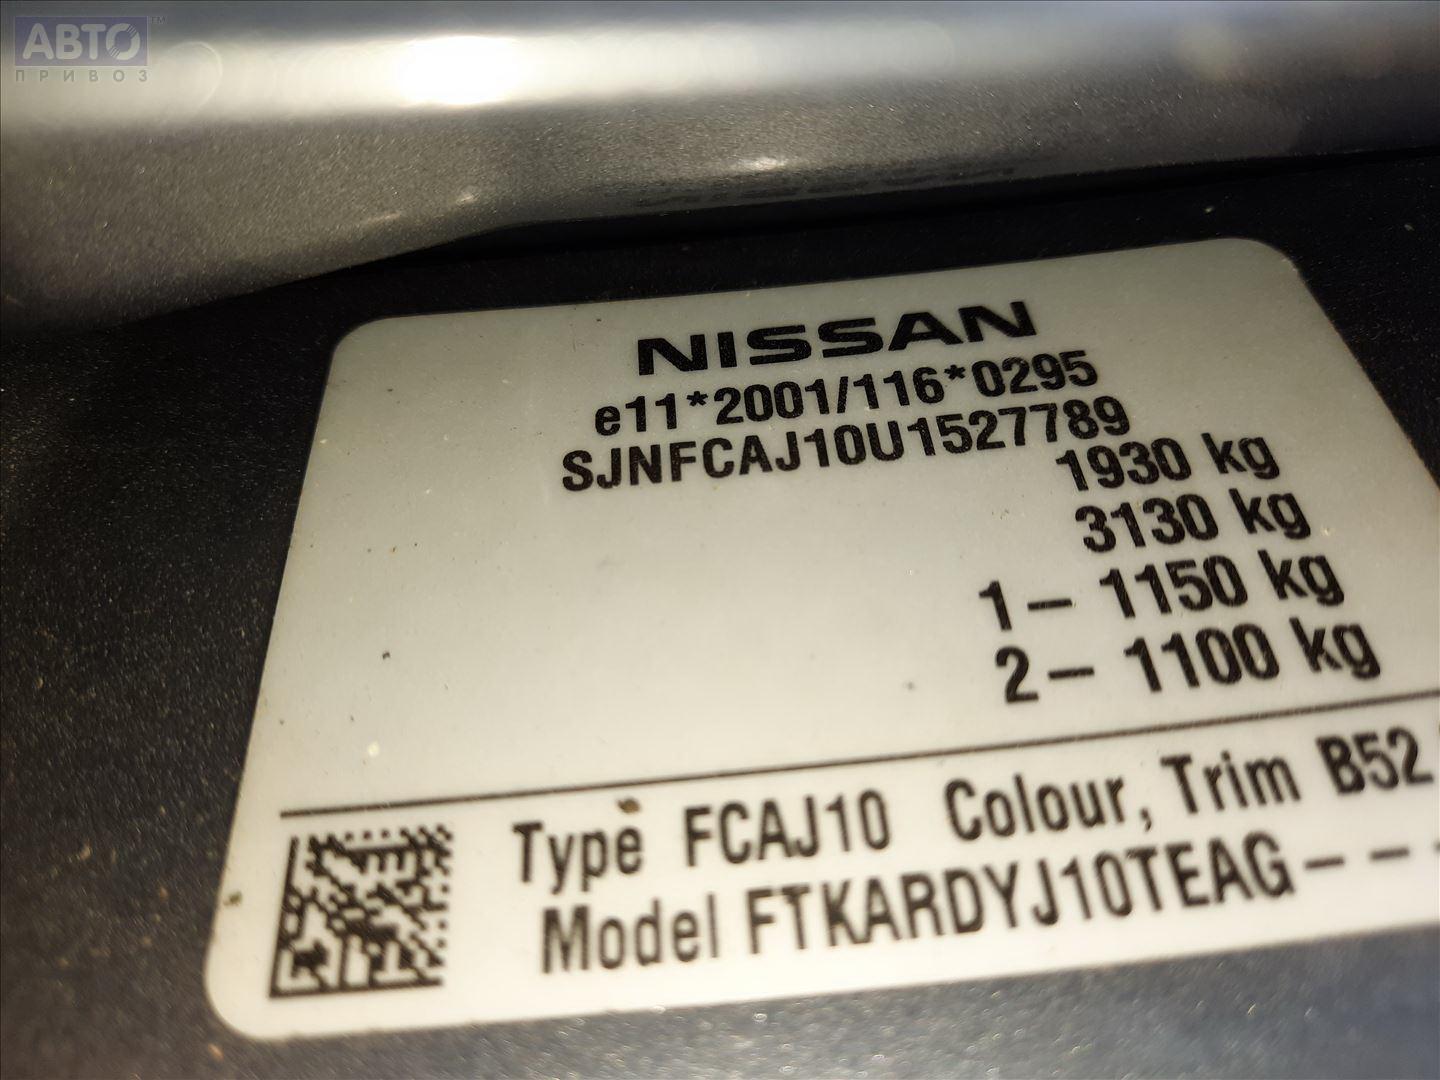 АВТО™
ПРИВОЗ
NISSAN
e11*2001/116*0295
SJNFCAJ10U1527789
1930 kg
3130 kg
1– 1150 kg
2– 1100 kg
Type FCAJ10 Colour, Trim B52
Model FTKARDYJ10TEAG---